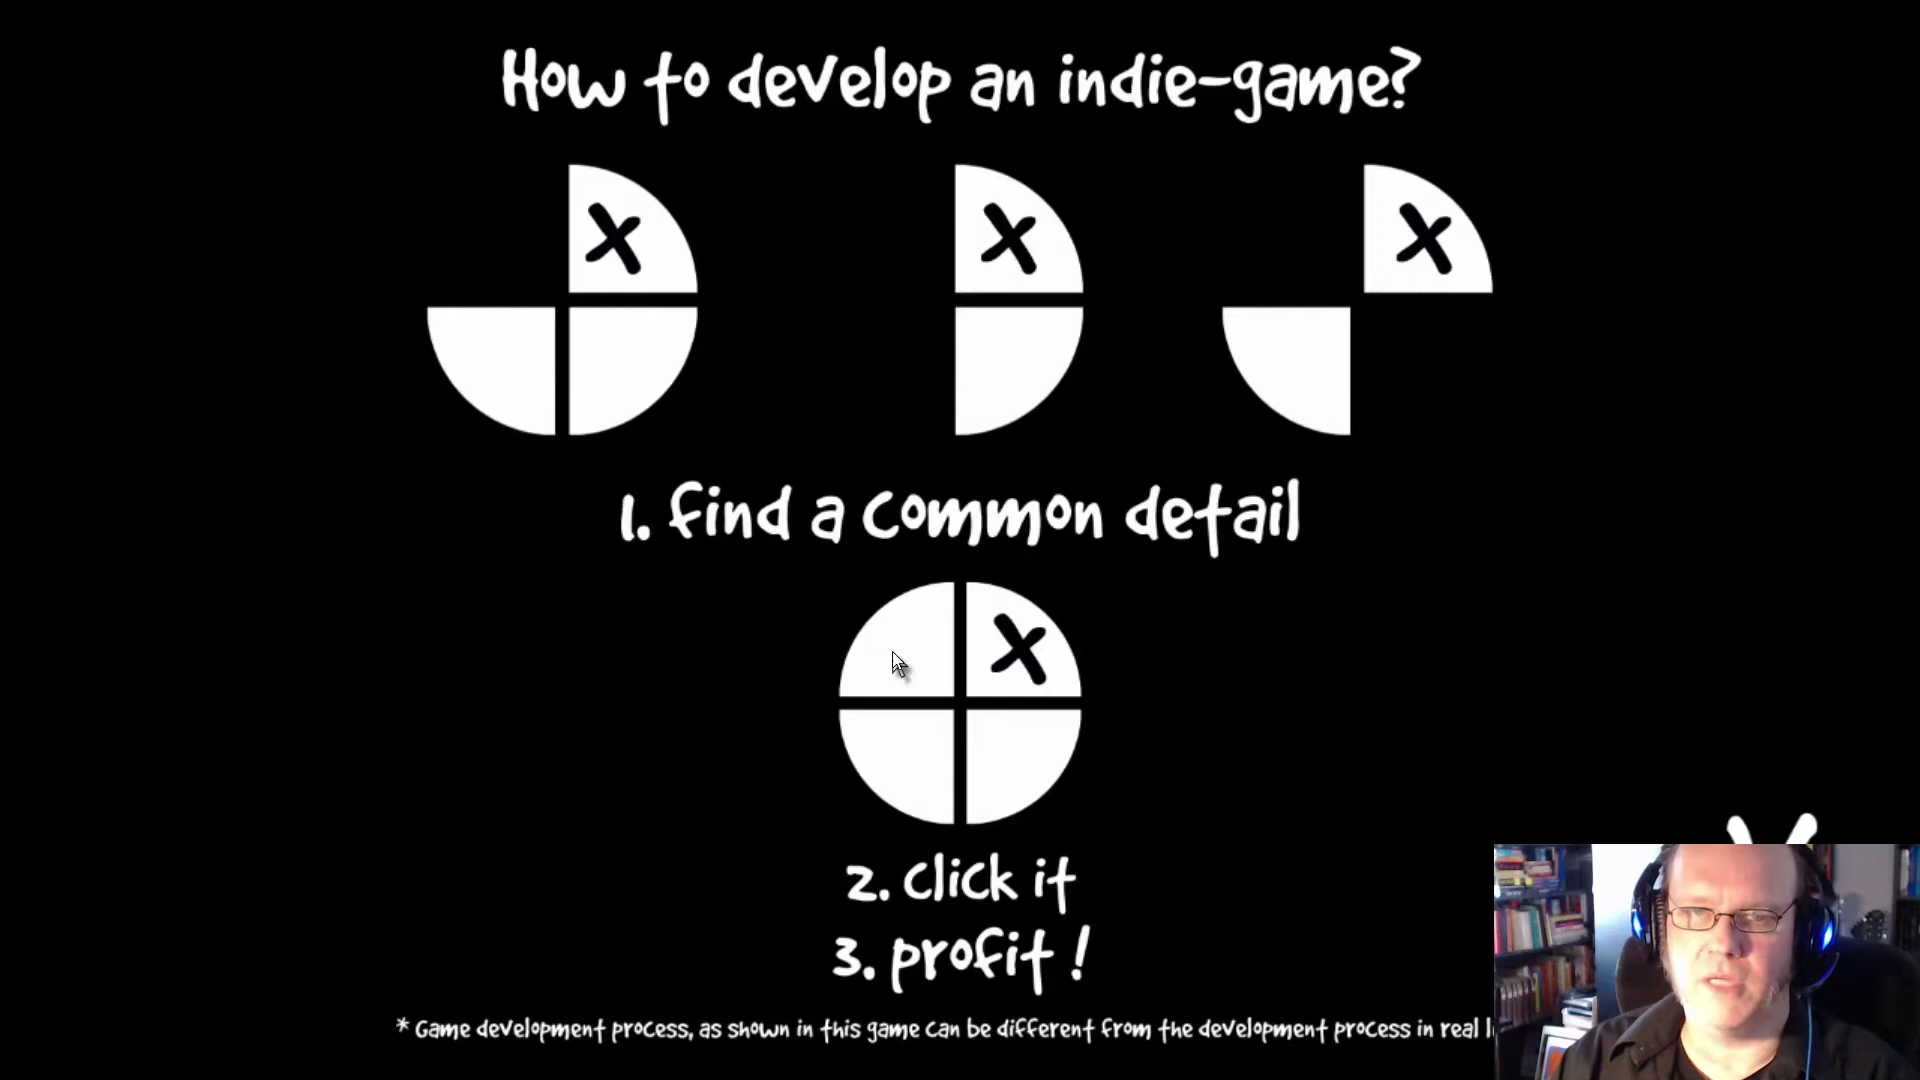 How to develop an indie-game?
X X X
1. Find a common detail
X
2. Click it
3. Profit!
* Game development process, as shown in this game can be different from the development process in real